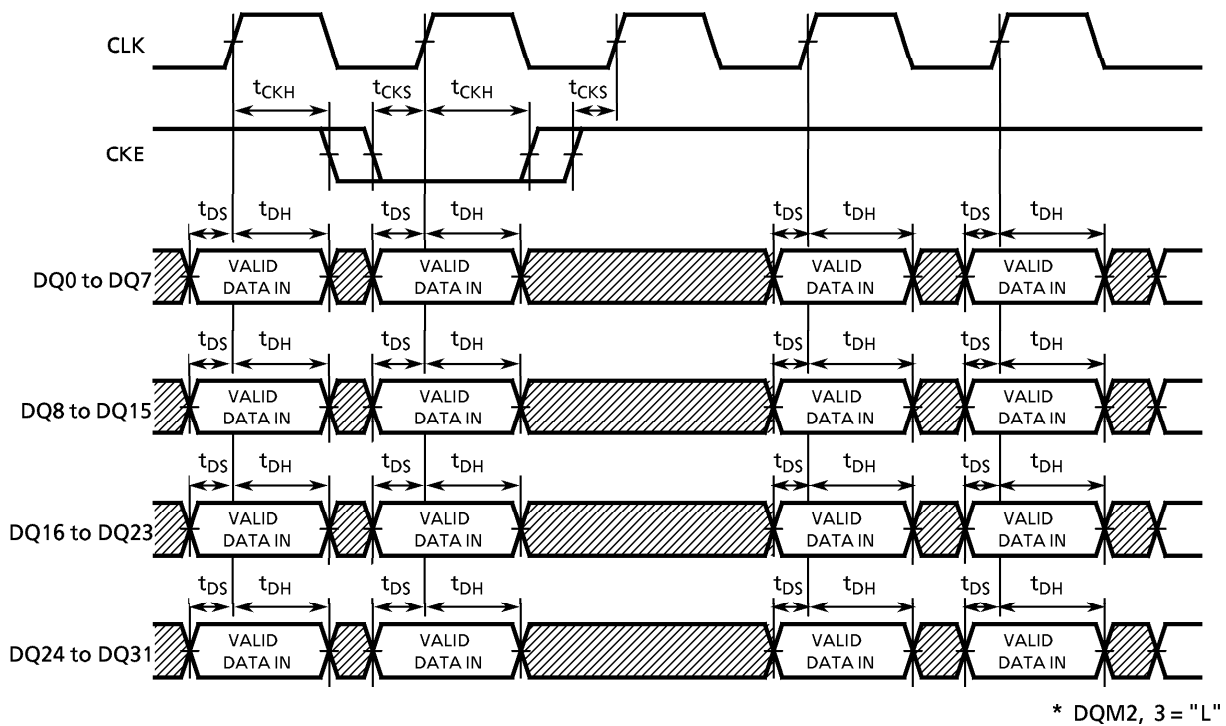 CLK
tCKH tCKS tCKH tCKS
CKE
tDS tDH tDS tDH tDS tDH tDS tDH
DQ0 to DQ7
VALID DATA IN VALID DATA IN VALID DATA IN VALID DATA IN
tDS tDH tDS tDH tDS tDH tDS tDH
DQ8 to DQ15
VALID DATA IN VALID DATA IN VALID DATA IN VALID DATA IN
tDS tDH tDS tDH tDS tDH tDS tDH
DQ16 to DQ23
VALID DATA IN VALID DATA IN VALID DATA IN VALID DATA IN
tDS tDH tDS tDH tDS tDH tDS tDH
DQ24 to DQ31
VALID DATA IN VALID DATA IN VALID DATA IN VALID DATA IN
* DQM2, 3 = "L"